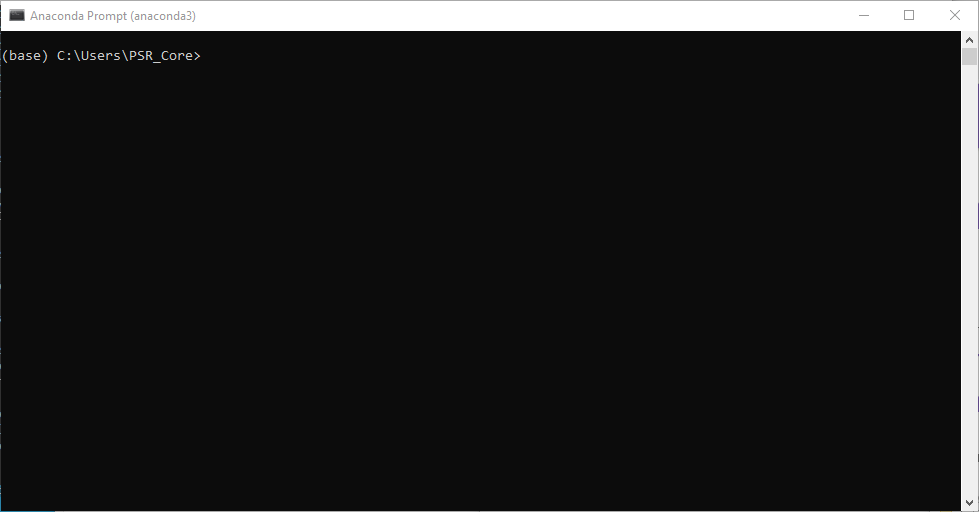 Anaconda Prompt (anaconda3)
(base) C:\Users\PSR_Core>